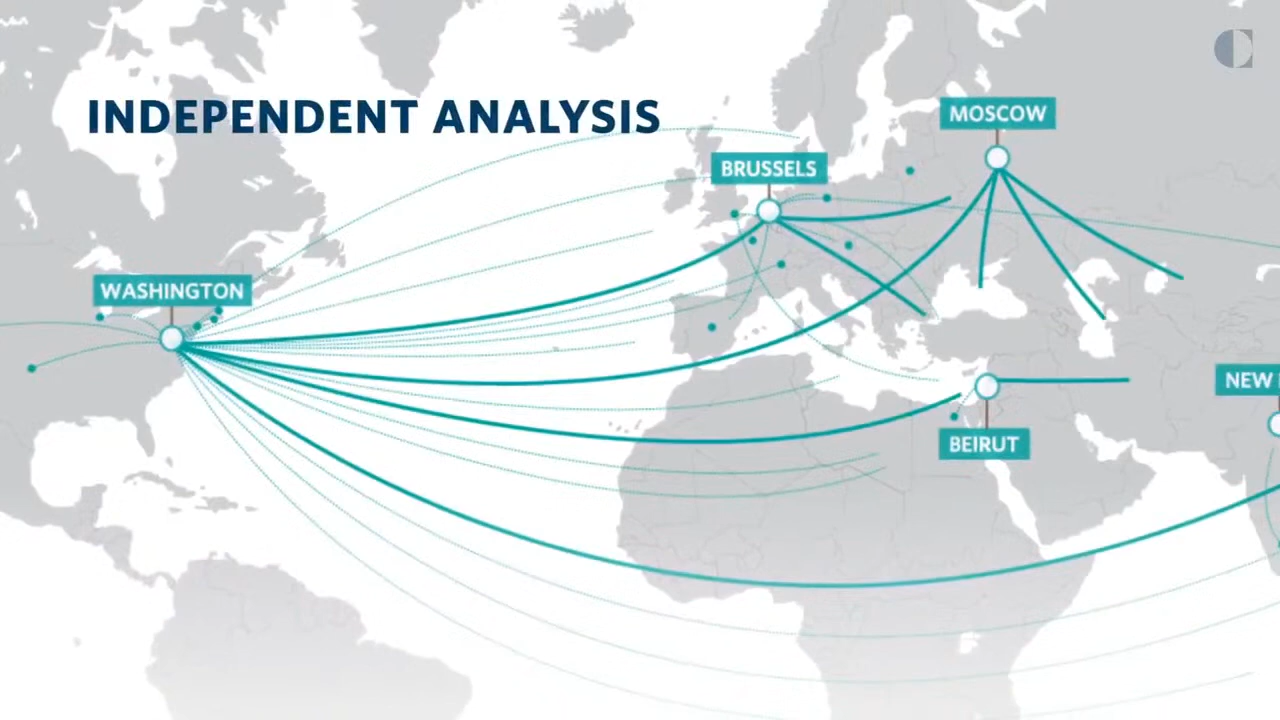 INDEPENDENT ANALYSIS
MOSCOW
BRUSSELS
WASHINGTON
NEW
BEIRUT